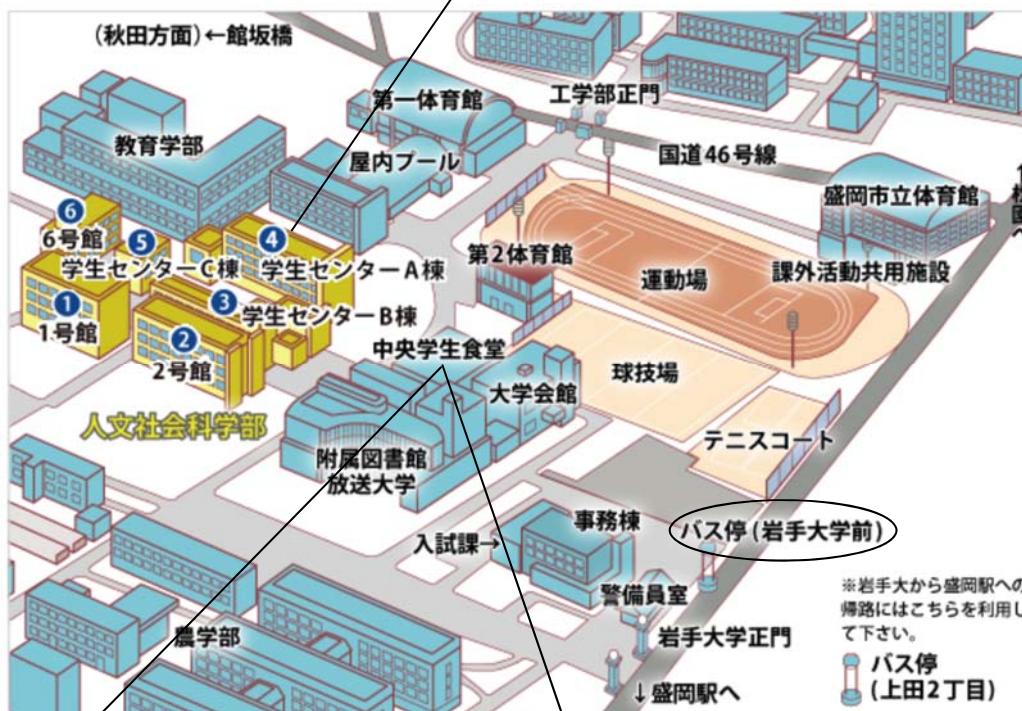 (秋田方面)←館坂橋
第一体育館
工学部正門
教育学部
屋内プール
国道46号線
盛岡市立体育館
↑松園へ
6
6号館
5
学生センターC棟
4
学生センターA棟
第2体育館
運動場
課外活動共用施設
1
1号館
3
学生センターB棟
2
2号館
中央学生食堂
大学会館
球技場
人文社会科学部
テニスコート
附属図書館
放送大学
事務棟
バス停(岩手大学前)
入試課→
警備員室
※岩手大から盛岡駅への
帰路にはこちらを利用し
て下さい。
農学部
岩手大学正門
バス停
(上田2丁目)
↓盛岡駅へ